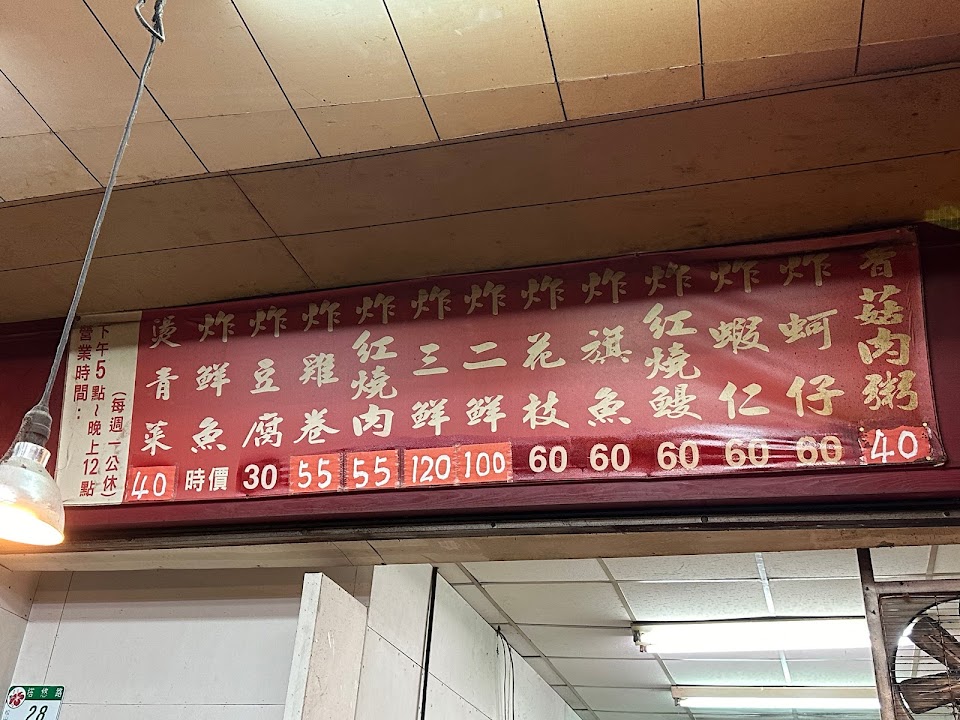 香菇肉粥 40
炸蚵仔 60
炸蝦仁 60
炸紅燒鰻 60
炸旗魚 60
炸花枝 60
炸二鮮 100
炸三鮮 120
炸紅燒肉 55
炸雞卷 55
炸豆腐 30
炸鮮魚 時價
燙青菜 40
營業時間:
下午5點~晚上12點
(每週一公休)
塔悠路
28